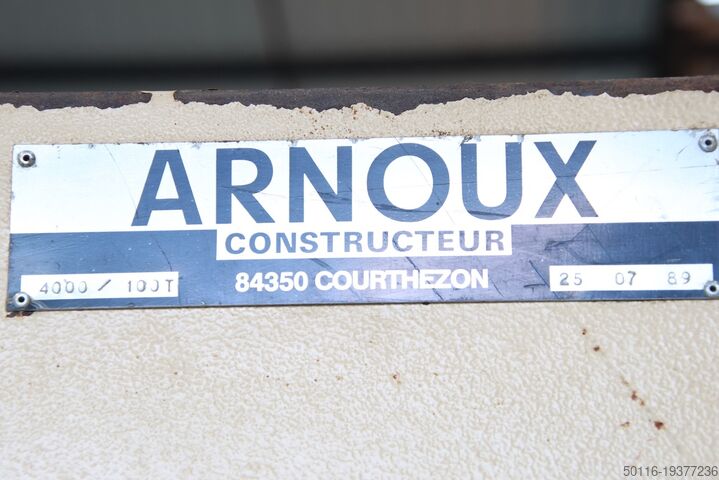 ARNOUX
CONSTRUCTEUR
4000 / 100T
84350 COURTHEZON
25 07 89
50116-19377236